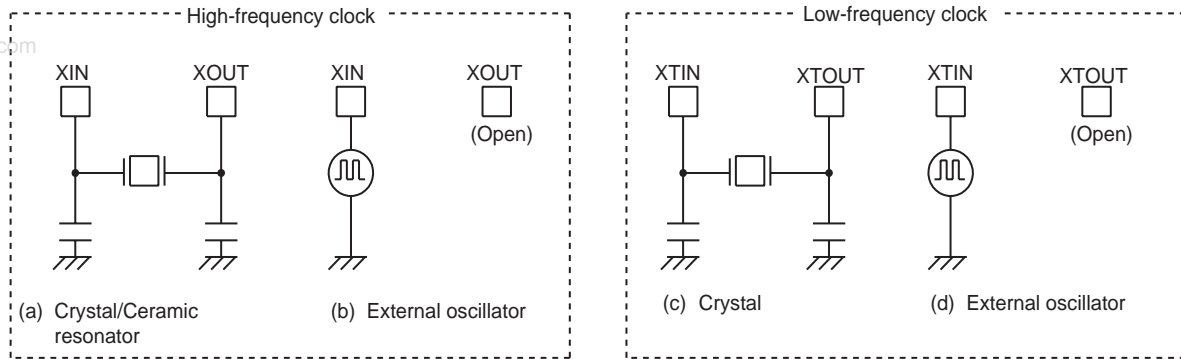 High-frequency clock
Low-frequency clock
com
XIN
XOUT
XIN
XOUT
XTIN
XTOUT
XTIN
XTOUT
(Open)
(Open)
(a) Crystal/Ceramic
resonator
(b) External oscillator
(c) Crystal
(d) External oscillator